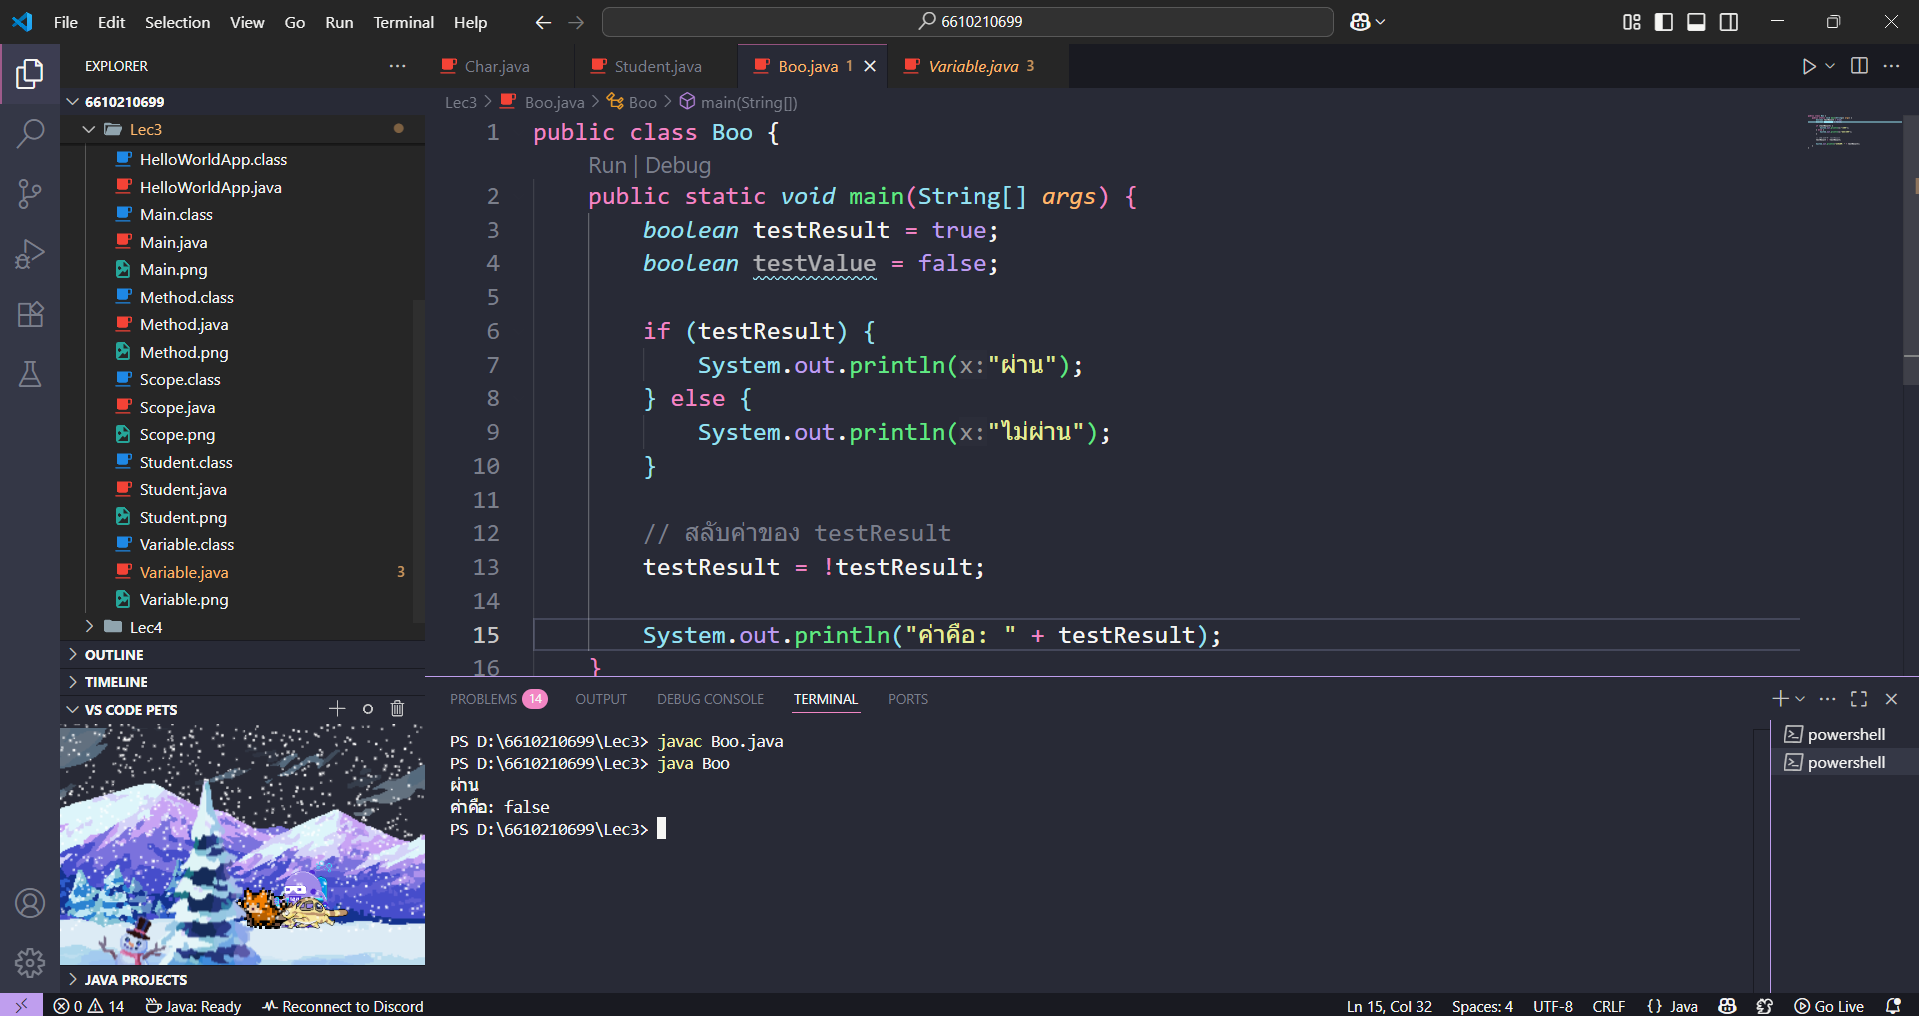 File Edit Selection View Go Run Terminal Help
6610210699
EXPLORER
6610210699
Lec3
HelloWorldApp.class
HelloWorldApp.java
Main.class
Main.java
Main.png
Method.class
Method.java
Method.png
Scope.class
Scope.java
Scope.png
Student.class
Student.java
Student.png
Variable.class
Variable.java 3
Variable.png
Lec4
OUTLINE
TIMELINE
VS CODE PETS
JAVA PROJECTS
Char.java Student.java Boo.java 1 Variable.java 3
Lec3 > Boo.java > Boo > main(String[])
1 public class Boo {
Run | Debug
2 public static void main(String[] args) {
3 boolean testResult = true;
4 boolean testValue = false;
5
6 if (testResult) {
7 System.out.println(x:"ผ่าน");
8 } else {
9 System.out.println(x:"ไม่ผ่าน");
10 }
11
12 // สลับค่าของ testResult
13 testResult = !testResult;
14
15 System.out.println("ค่าคือ: " + testResult);
16 }
PROBLEMS 14 OUTPUT DEBUG CONSOLE TERMINAL PORTS
PS D:\6610210699\Lec3> javac Boo.java
PS D:\6610210699\Lec3> java Boo
ผ่าน
ค่าคือ: false
PS D:\6610210699\Lec3>
powershell
powershell
0 14 Java: Ready Reconnect to Discord
Ln 15, Col 32 Spaces: 4 UTF-8 CRLF {} Java Go Live